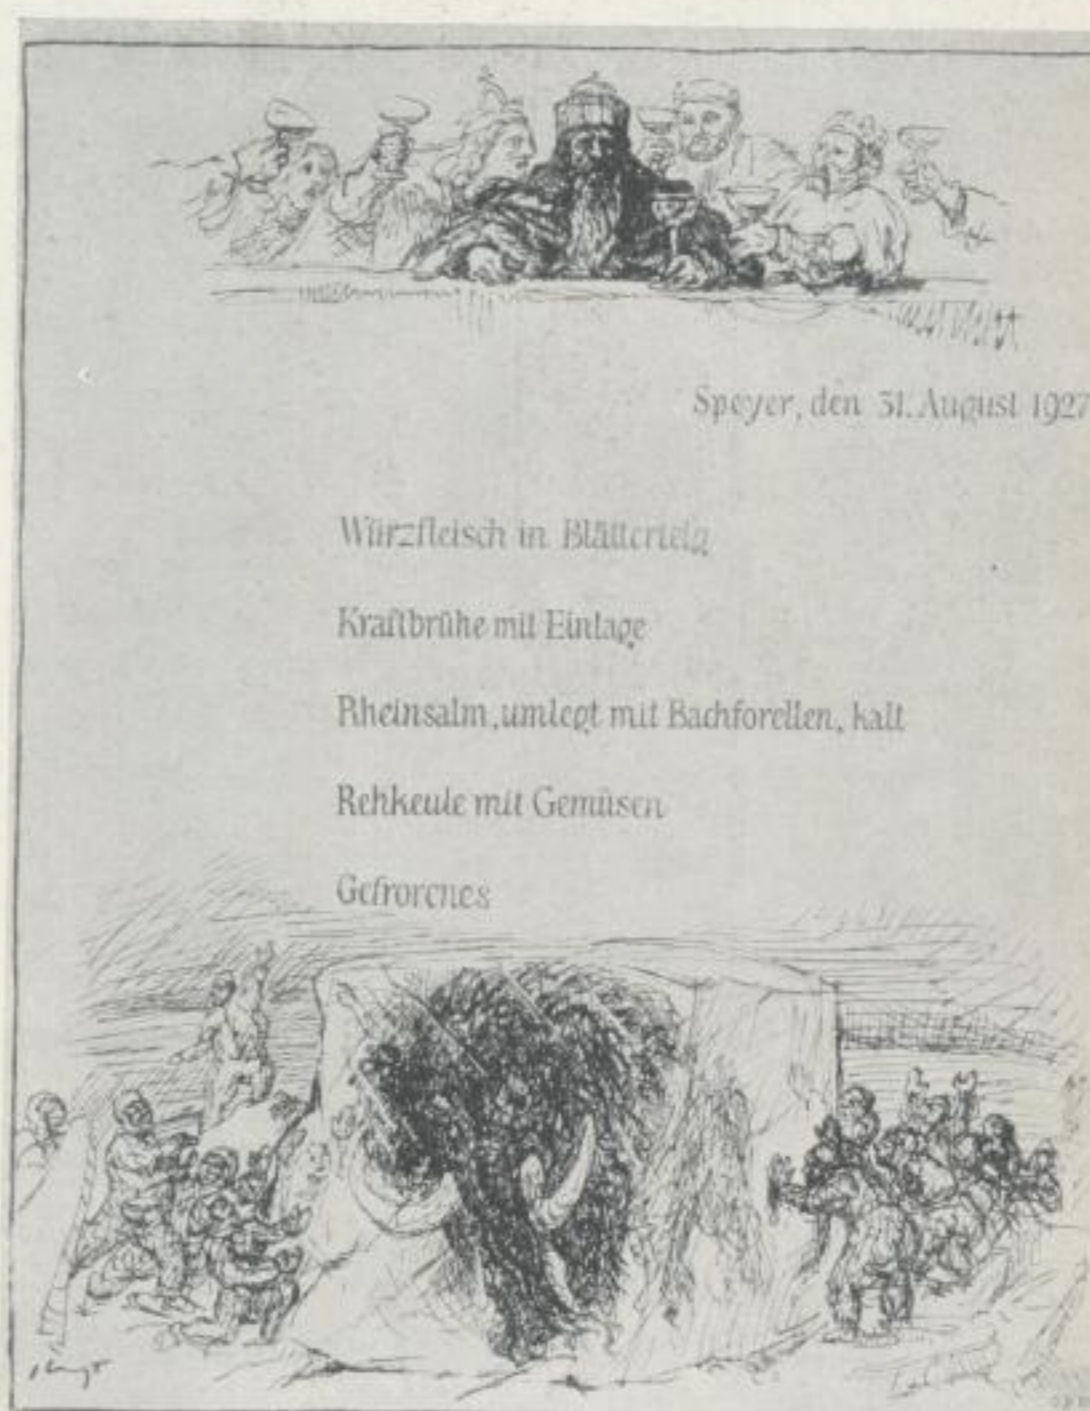 Speyer, den 31. August 1927
Würzfleisch in Blätterteig
Kraftbrühe mit Einlage
Rheinsalm, umlegt mit Bachforellen, kalt
Rehkeule mit Gemüsen
Gefrorenes